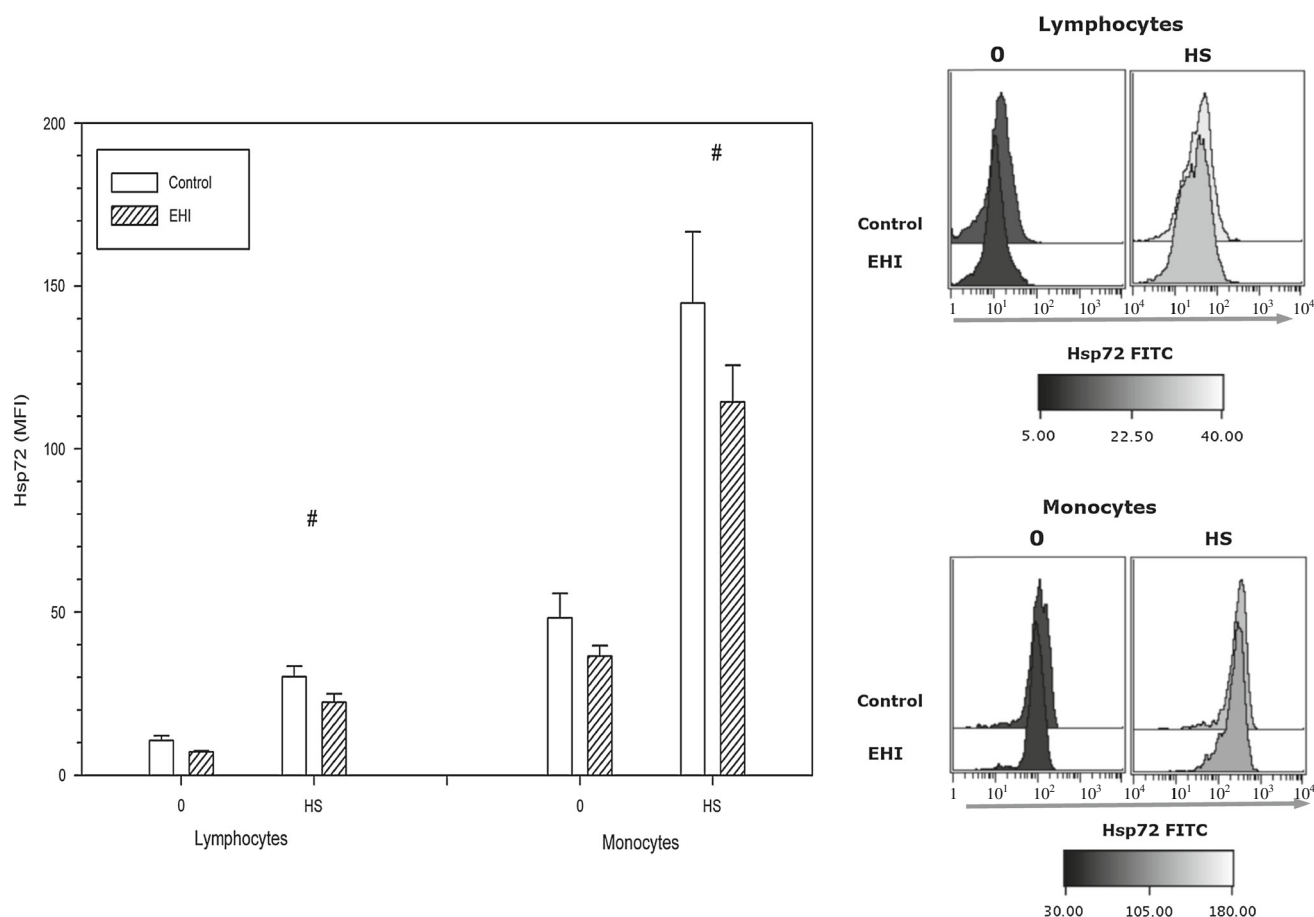 200
150
100
50
0
Hsp72 (MFI)
Control
EHI
#
#
0
HS
0
HS
Lymphocytes
Monocytes
Lymphocytes
0
HS
Control
EHI
1 10¹ 10² 10³ 10⁴ 10¹ 10² 10³ 10⁴
Hsp72 FITC
5.00 22.50 40.00
Monocytes
0
HS
Control
EHI
1 10¹ 10² 10³ 1 10¹ 10² 10³ 10⁴
Hsp72 FITC
30.00 105.00 180.00